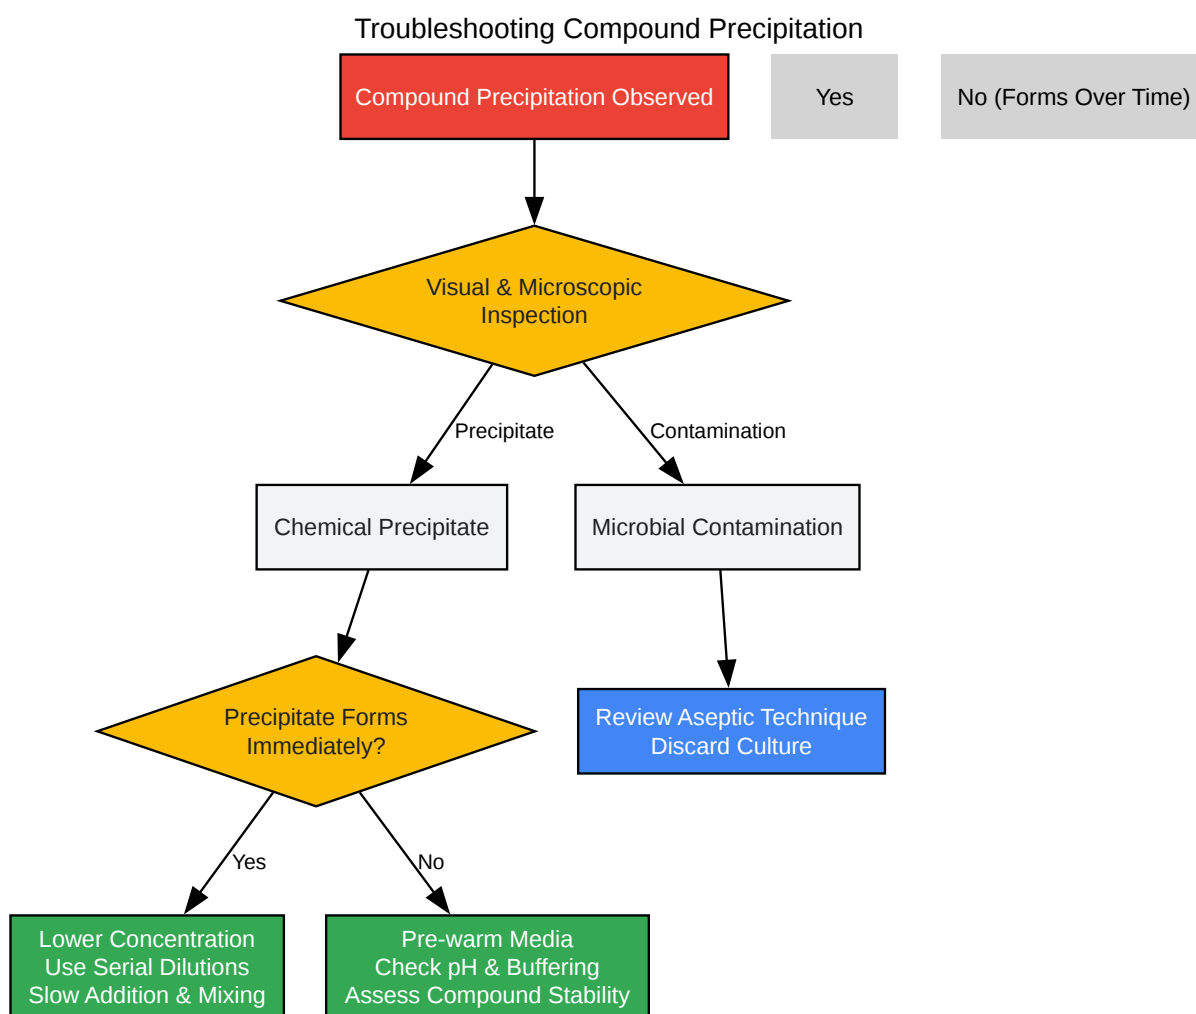 Troubleshooting Compound Precipitation
Compound Precipitation Observed
Yes
No (Forms Over Time)
Visual & Microscopic
Inspection
Precipitate
Contamination
Chemical Precipitate
Microbial Contamination
Precipitate Forms
Immediately?
Review Aseptic Technique
Discard Culture
Yes
No
Lower Concentration
Use Serial Dilutions
Slow Addition & Mixing
Pre-warm Media
Check pH & Buffering
Assess Compound Stability